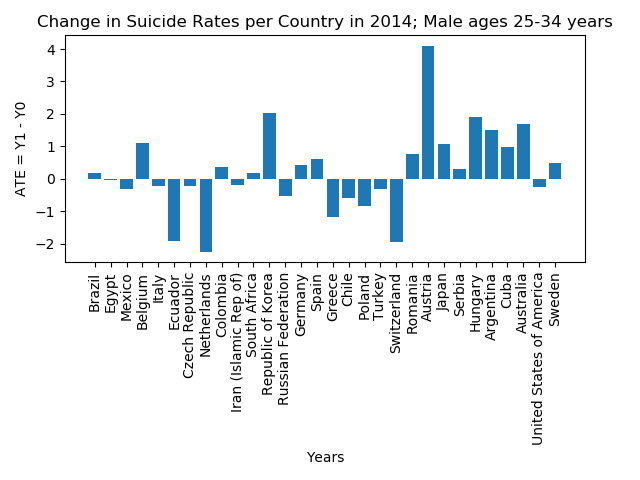 Change in Suicide Rates per Country in 2014; Male ages 25-34 years
ATE = Y1 - Y0
4
3
2
1
0
−1
−2
Brazil
Egypt
Mexico
Belgium
Italy
Ecuador
Czech Republic
Netherlands
Colombia
Iran (Islamic Rep of)
South Africa
Republic of Korea
Russian Federation
Germany
Spain
Greece
Chile
Poland
Turkey
Switzerland
Romania
Austria
Japan
Serbia
Hungary
Argentina
Cuba
Australia
United States of America
Sweden
Years